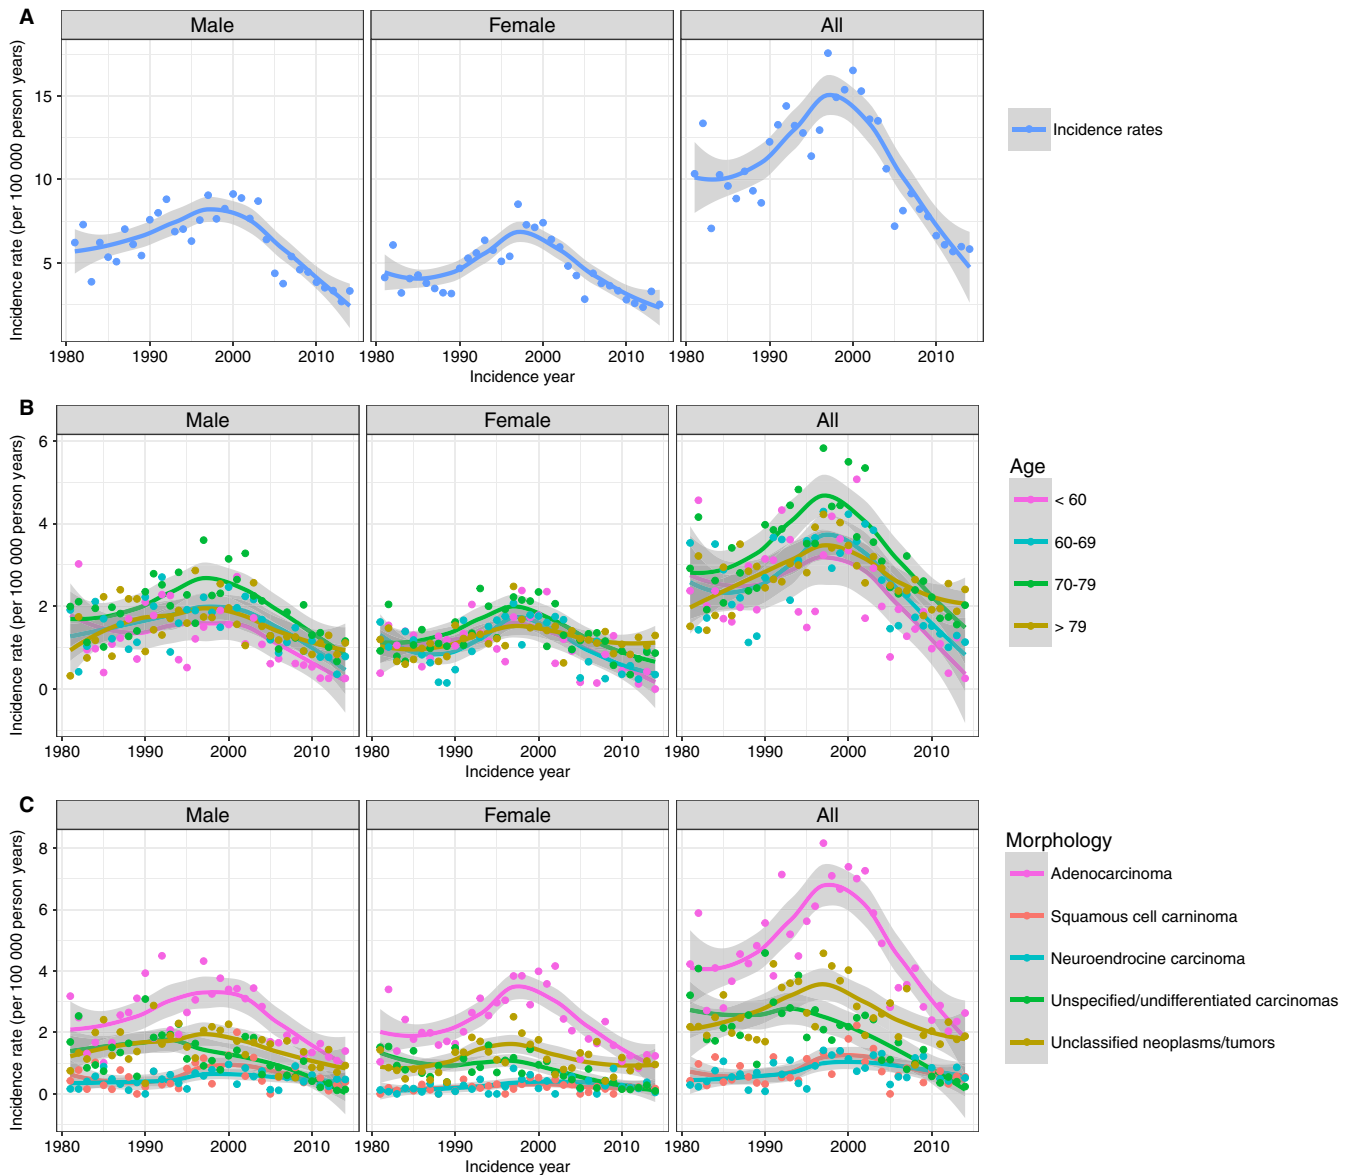 A
Male Female All
Incidence rate (per 100 000 person years)
15
10
5
1980 1990 2000 2010 1980 1990 2000 2010 1980 1990 2000 2010
Incidence year
Incidence rates
B
Male Female All
Incidence rate (per 100 000 person years)
6
4
2
0
1980 1990 2000 2010 1980 1990 2000 2010 1980 1990 2000 2010
Incidence year
Age
< 60
60-69
70-79
> 79
C
Male Female All
Incidence rate (per 100 000 person years)
8
6
4
2
0
1980 1990 2000 2010 1980 1990 2000 2010 1980 1990 2000 2010
Incidence year
Morphology
Adenocarcinoma
Squamous cell carninoma
Neuroendocrine carcinoma
Unspecified/undifferentiated carcinomas
Unclassified neoplasms/tumors